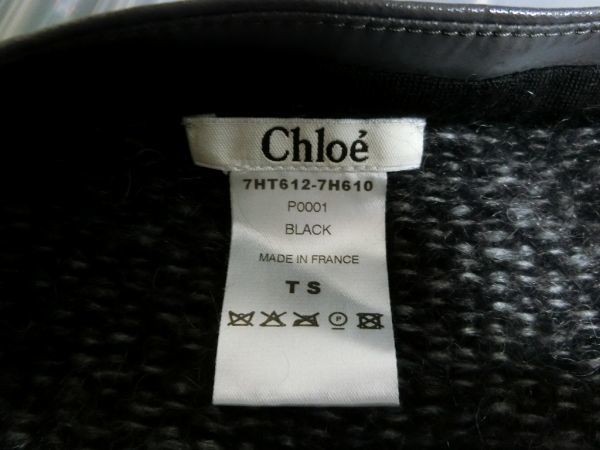 Chloé
7HT612-7H610
P0001
BLACK
MADE IN FRANCE
T S
P